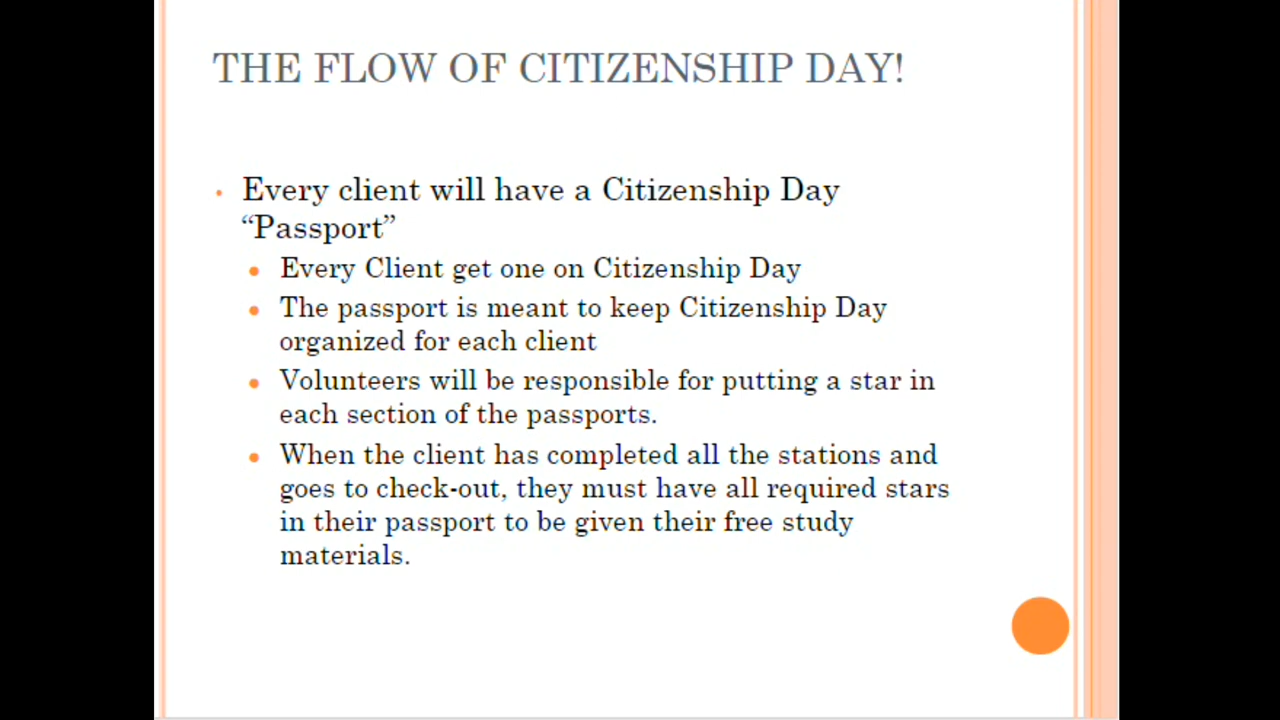 THE FLOW OF CITIZENSHIP DAY!
Every client will have a Citizenship Day
“Passport”
Every Client get one on Citizenship Day
The passport is meant to keep Citizenship Day
organized for each client
Volunteers will be responsible for putting a star in
each section of the passports.
When the client has completed all the stations and
goes to check-out, they must have all required stars
in their passport to be given their free study
materials.